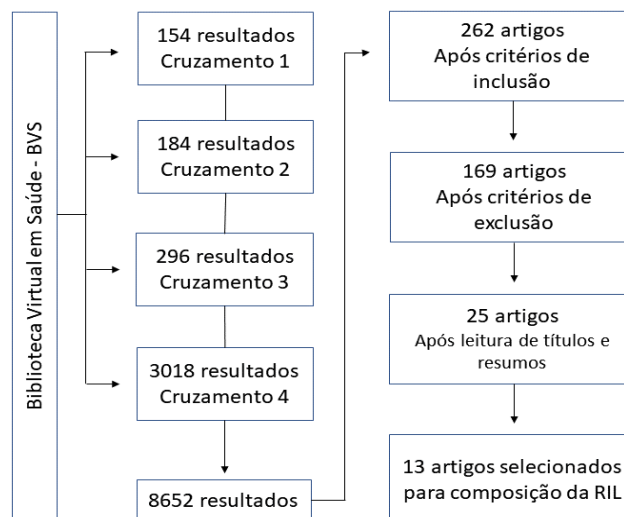 Biblioteca Virtual em Saúde - BVS
154 resultados
Cruzamento 1
184 resultados
Cruzamento 2
296 resultados
Cruzamento 3
3018 resultados
Cruzamento 4
8652 resultados
262 artigos
Após critérios de
inclusão
169 artigos
Após critérios de
exclusão
25 artigos
Após leitura de títulos e
resumos
13 artigos selecionados
para composição da RIL